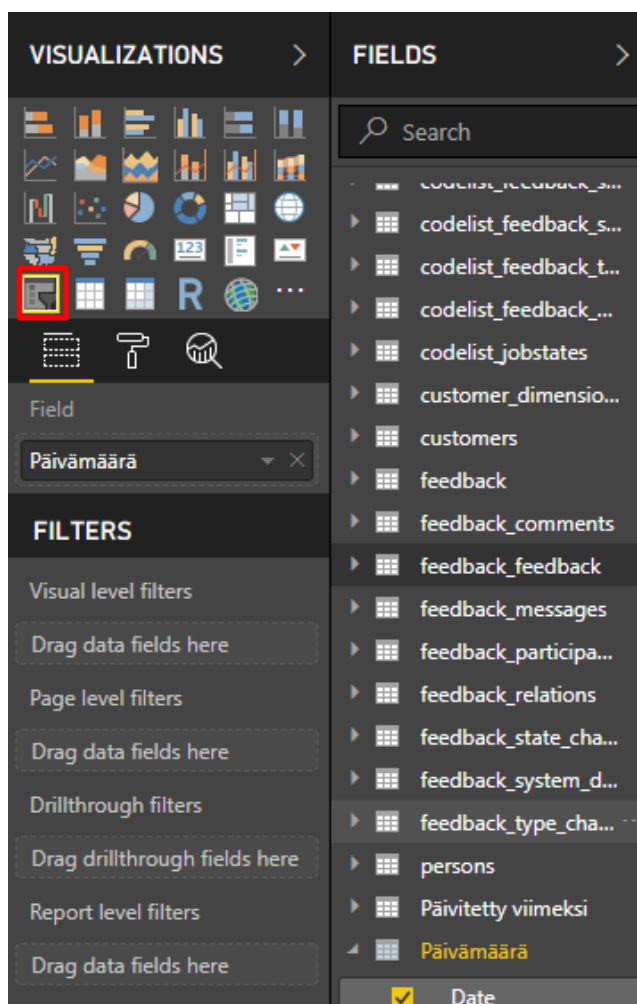 VISUALIZATIONS
123
R
Field
Päivämäärä
FILTERS
Visual level filters
Drag data fields here
Page level filters
Drag data fields here
Drillthrough filters
Drag drillthrough fields here
Report level filters
Drag data fields here
FIELDS
Search
codelist_feedback_s...
codelist_feedback_s...
codelist_feedback_t...
codelist_feedback_...
codelist_jobstates
customer_dimensio...
customers
feedback
feedback_comments
feedback_feedback
feedback_messages
feedback_participa...
feedback_relations
feedback_state_cha...
feedback_system_d...
feedback_type_cha...
persons
Päivitetty viimeksi
Päivämäärä
Date